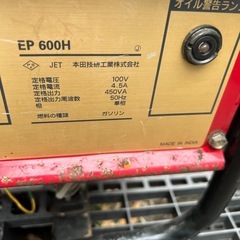 オイル警告ラン
EP 600H
JET 本田技研工業株式会社
定格電圧 100V
定格電流 4.5A
定格出力 450VA
定格出力周波数 50Hz
相 単相
燃料の種類 ガソリン
MADE IN INDIA